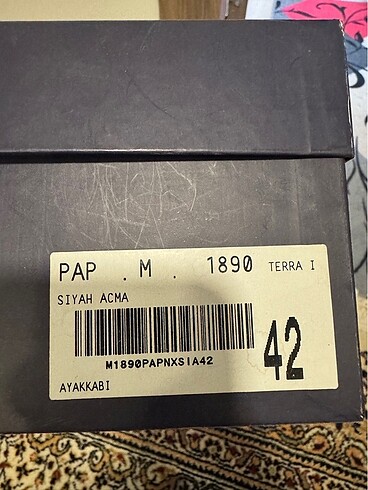 PAP . M . 1890 TERRA I
SIYAH ACMA
M1890PAPNXSIA42
42
AYAKKABI